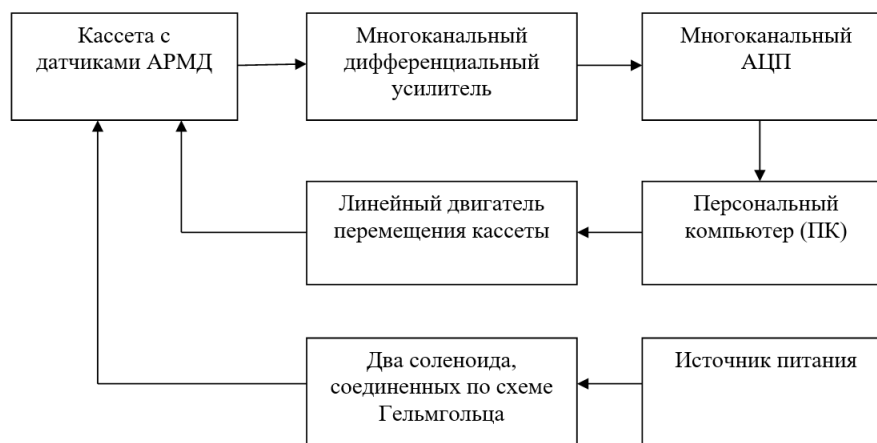 Кассета с
датчиками АРМД
Многоканальный
дифференциальный
усилитель
Многоканальный
АЦП
Линейный двигатель
перемещения кассеты
Персональный
компьютер (ПК)
Два соленоида,
соединенных по схеме
Гельмгольца
Источник питания